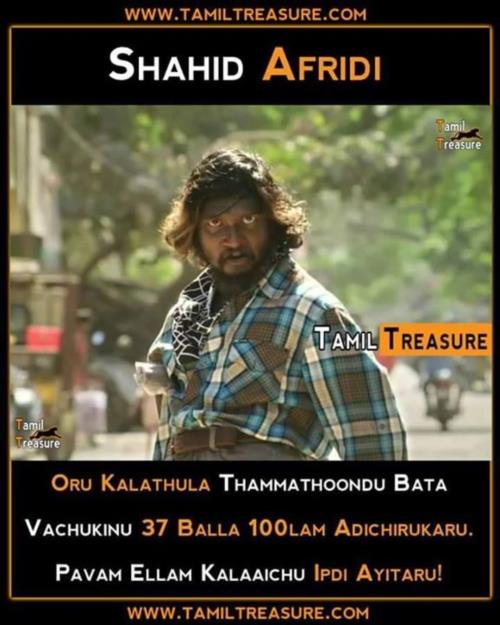 WWW.TAMILTREASURE.COM
SHAHID AFRIDI
Tamil
Treasure
TAMIL TREASURE
Tamil
Treasure
ORU KALATHULA THAMMATHOONDU BATA
VACHUKINU 37 BALLA 100LAM ADICHIRUKARU.
PAVAM ELLAM KALAAICHU IPDI AYITARU!
WWW.TAMILTREASURE.COM